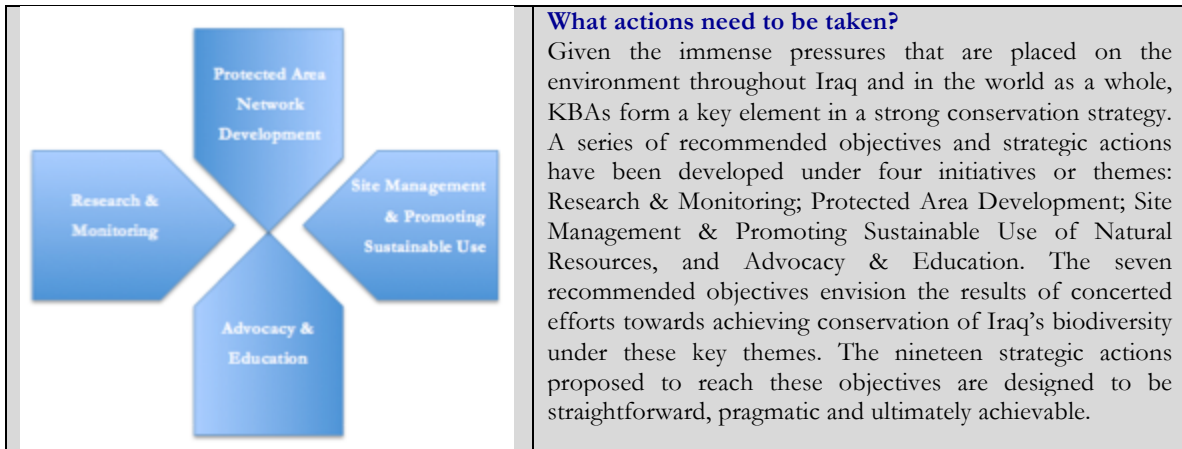 Protected Area
Network
Development
Research &
Monitoring
Site Management
& Promoting
Sustainable Use
Advocacy &
Education
What actions need to be taken?
Given the immense pressures that are placed on the
environment throughout Iraq and in the world as a whole,
KBAs form a key element in a strong conservation strategy.
A series of recommended objectives and strategic actions
have been developed under four initiatives or themes:
Research & Monitoring; Protected Area Development; Site
Management & Promoting Sustainable Use of Natural
Resources, and Advocacy & Education. The seven
recommended objectives envision the results of concerted
efforts towards achieving conservation of Iraq's biodiversity
under these key themes. The nineteen strategic actions
proposed to reach these objectives are designed to be
straightforward, pragmatic and ultimately achievable.